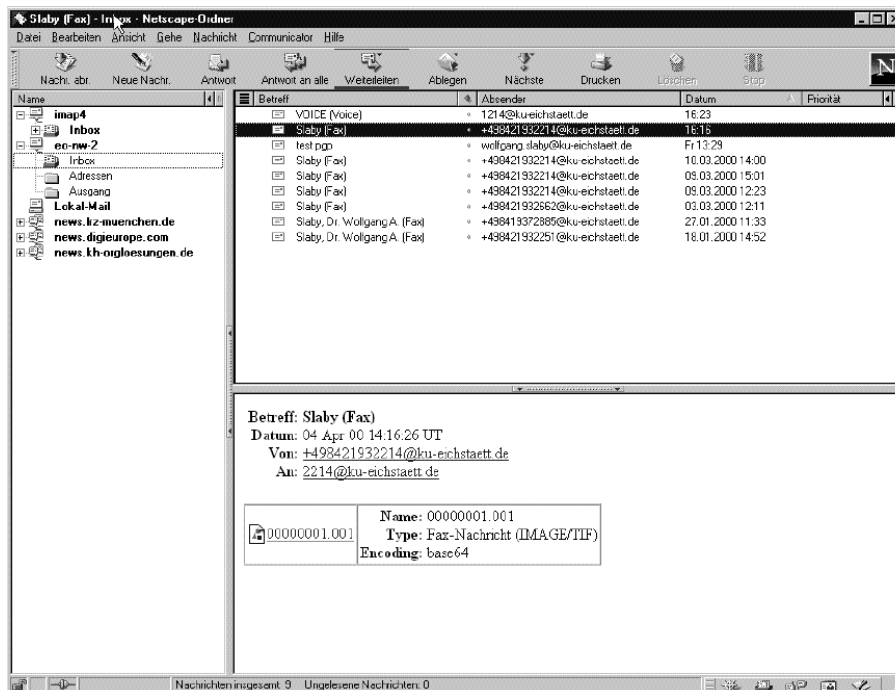 Slaby (Fax) - Inbox - Netscape-Ordner
Datei Bearbeiten Ansicht Gehe Nachricht Communicator Hilfe
Nachr. abr. Neue Nachr. Antwort Antwort an alle Weiterleiten Ablegen Nächste Drucken Löschen Stop N
Name Betreff Absender Datum Priorität
imap4
Inbox
eo-nw-2
Inbox
Adressen
Ausgang
Lokal-Mail
news.lrz-muenchen.de
news.digieurope.com
news.kh-orgloesungen.de
VOICE (Voice) 1214@ku-eichstaett.de 16:23
Slaby (Fax) +498421932214@ku-eichstaett.de 16:16
test pgp wolfgang.slaby@ku-eichstaett.de Fr 13:29
Slaby (Fax) +498421932214@ku-eichstaett.de 10.03.2000 14:00
Slaby (Fax) +498421932214@ku-eichstaett.de 09.03.2000 15:01
Slaby (Fax) +498421932214@ku-eichstaett.de 09.03.2000 12:23
Slaby (Fax) +498421932662@ku-eichstaett.de 03.03.2000 12:11
Slaby, Dr. Wolfgang A. (Fax) +498419372885@ku-eichstaett.de 27.01.2000 11:33
Slaby, Dr. Wolfgang A. (Fax) +498421932251@ku-eichstaett.de 18.01.2000 14:52
Betreff: Slaby (Fax)
Datum: 04 Apr 00 14:16:26 UT
Von: +498421932214@ku-eichstaett.de
An: 2214@ku-eichstaett.de
00000001.001
Name: 00000001.001
Type: Fax-Nachricht (IMAGE/TIF)
Encoding: base64
Nachrichten insgesamt: 9 Ungelesene Nachrichten: 0